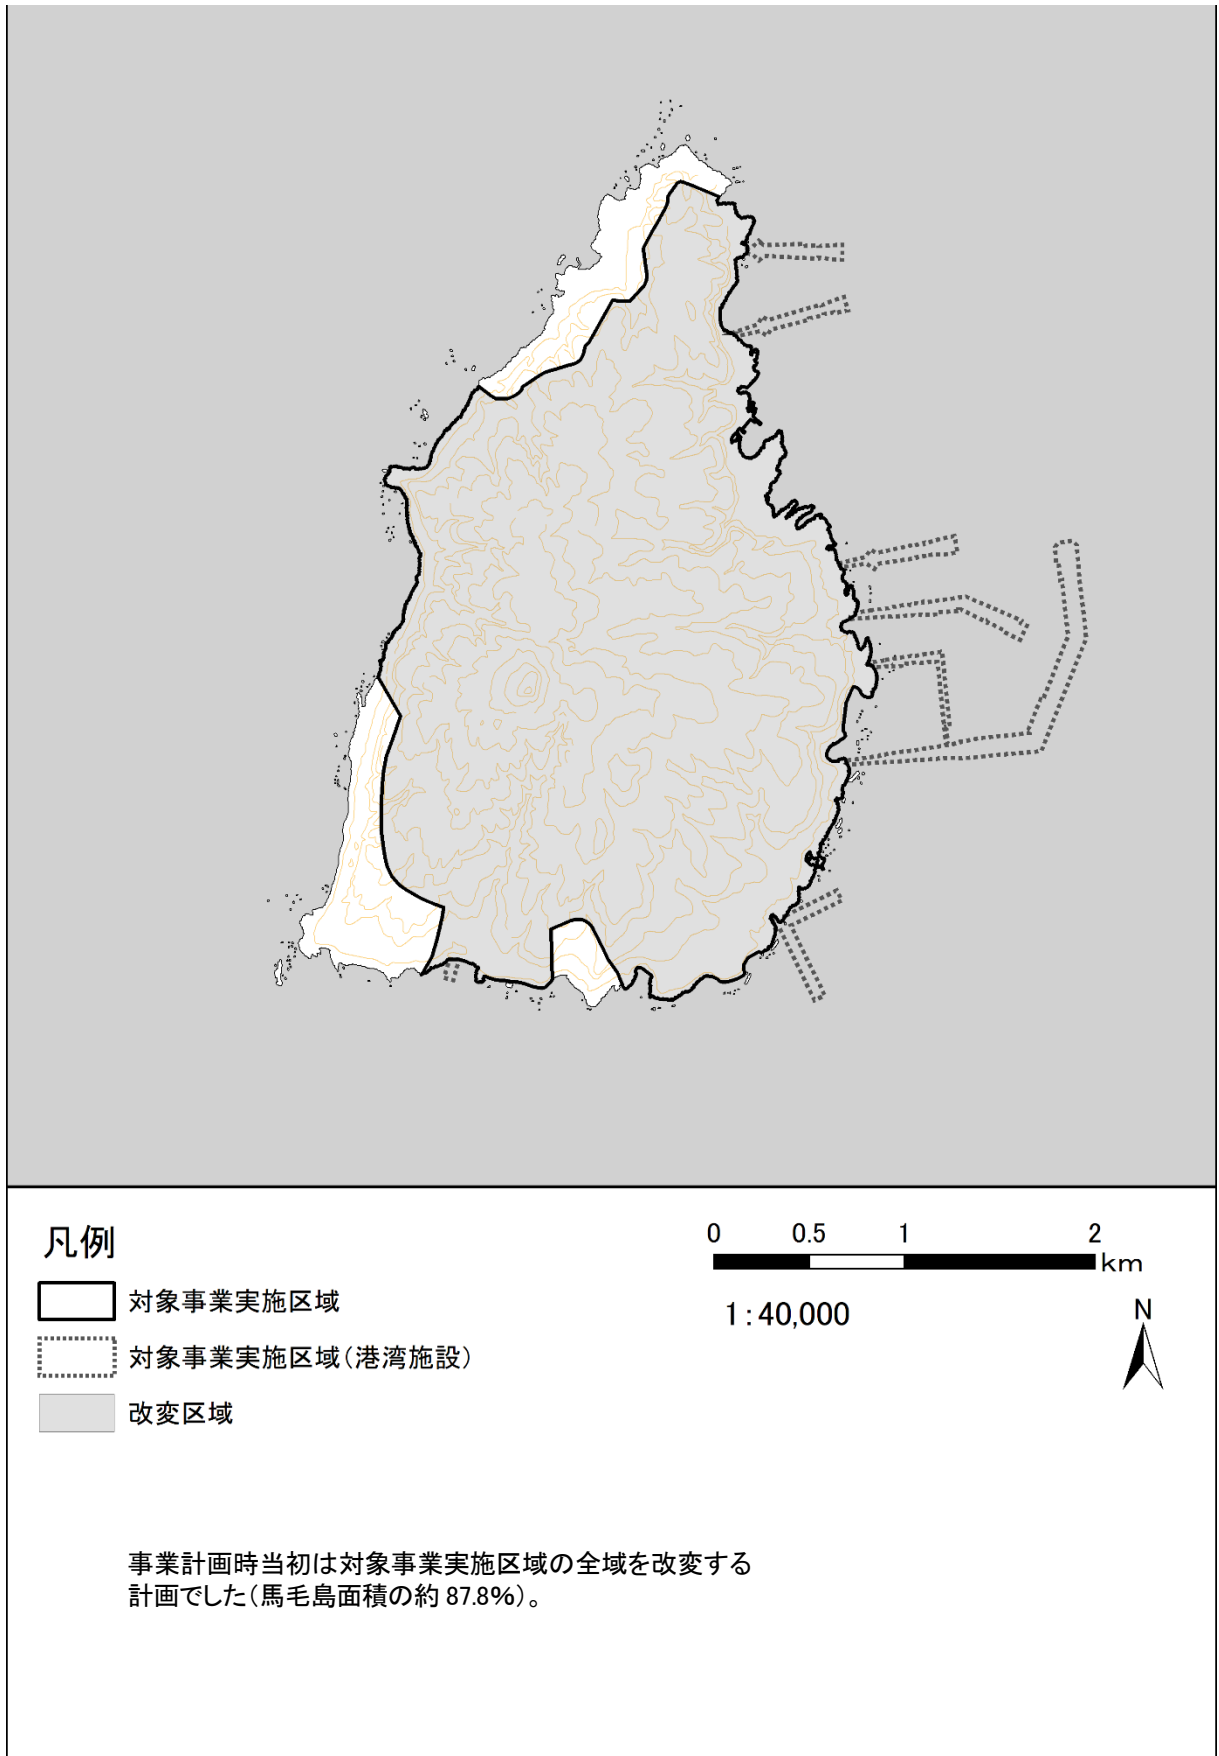 凡例
対象事業実施区域
対象事業実施区域(港湾施設)
改変区域
0 0.5 1 2
km
1:40,000
N
事業計画時当初は対象事業実施区域の全域を改変する
計画でした(馬毛島面積の約 87.8%)。